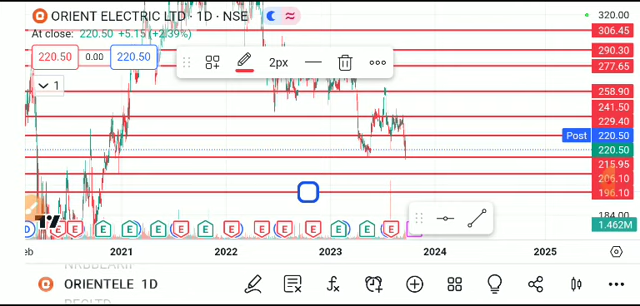 ORIENT ELECTRIC LTD · 1D · NSE
At close: 220.50 +5.15 (+2.39%)
220.50 0.00 220.50
1
2px
320.00
306.45
290.30
277.65
258.90
241.50
229.40
Post 220.50
220.50
215.95
206.10
196.10
184.00
1.462M
E E E E E E E E E E E E E
2021 2022 2023 2024 2025
ORIENTELE 1D